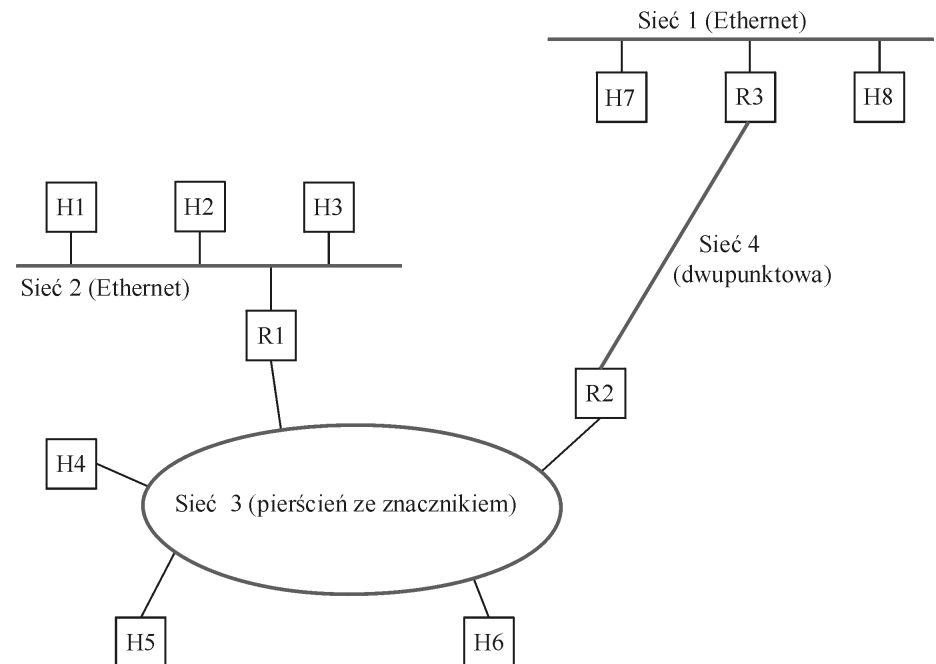 Sieć 1 (Ethernet)
H7
R3
H8
H1
H2
H3
Sieć 2 (Ethernet)
Sieć 4
(dwupunktowa)
R1
R2
H4
Sieć 3 (pierścień ze znacznikiem)
H5
H6